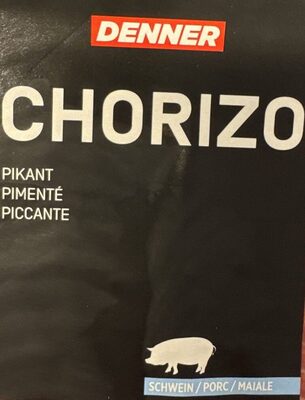 DENNER
CHORIZO
PIKANT
PIMENTÉ
PICCANTE
SCHWEIN / PORC / MAIALE